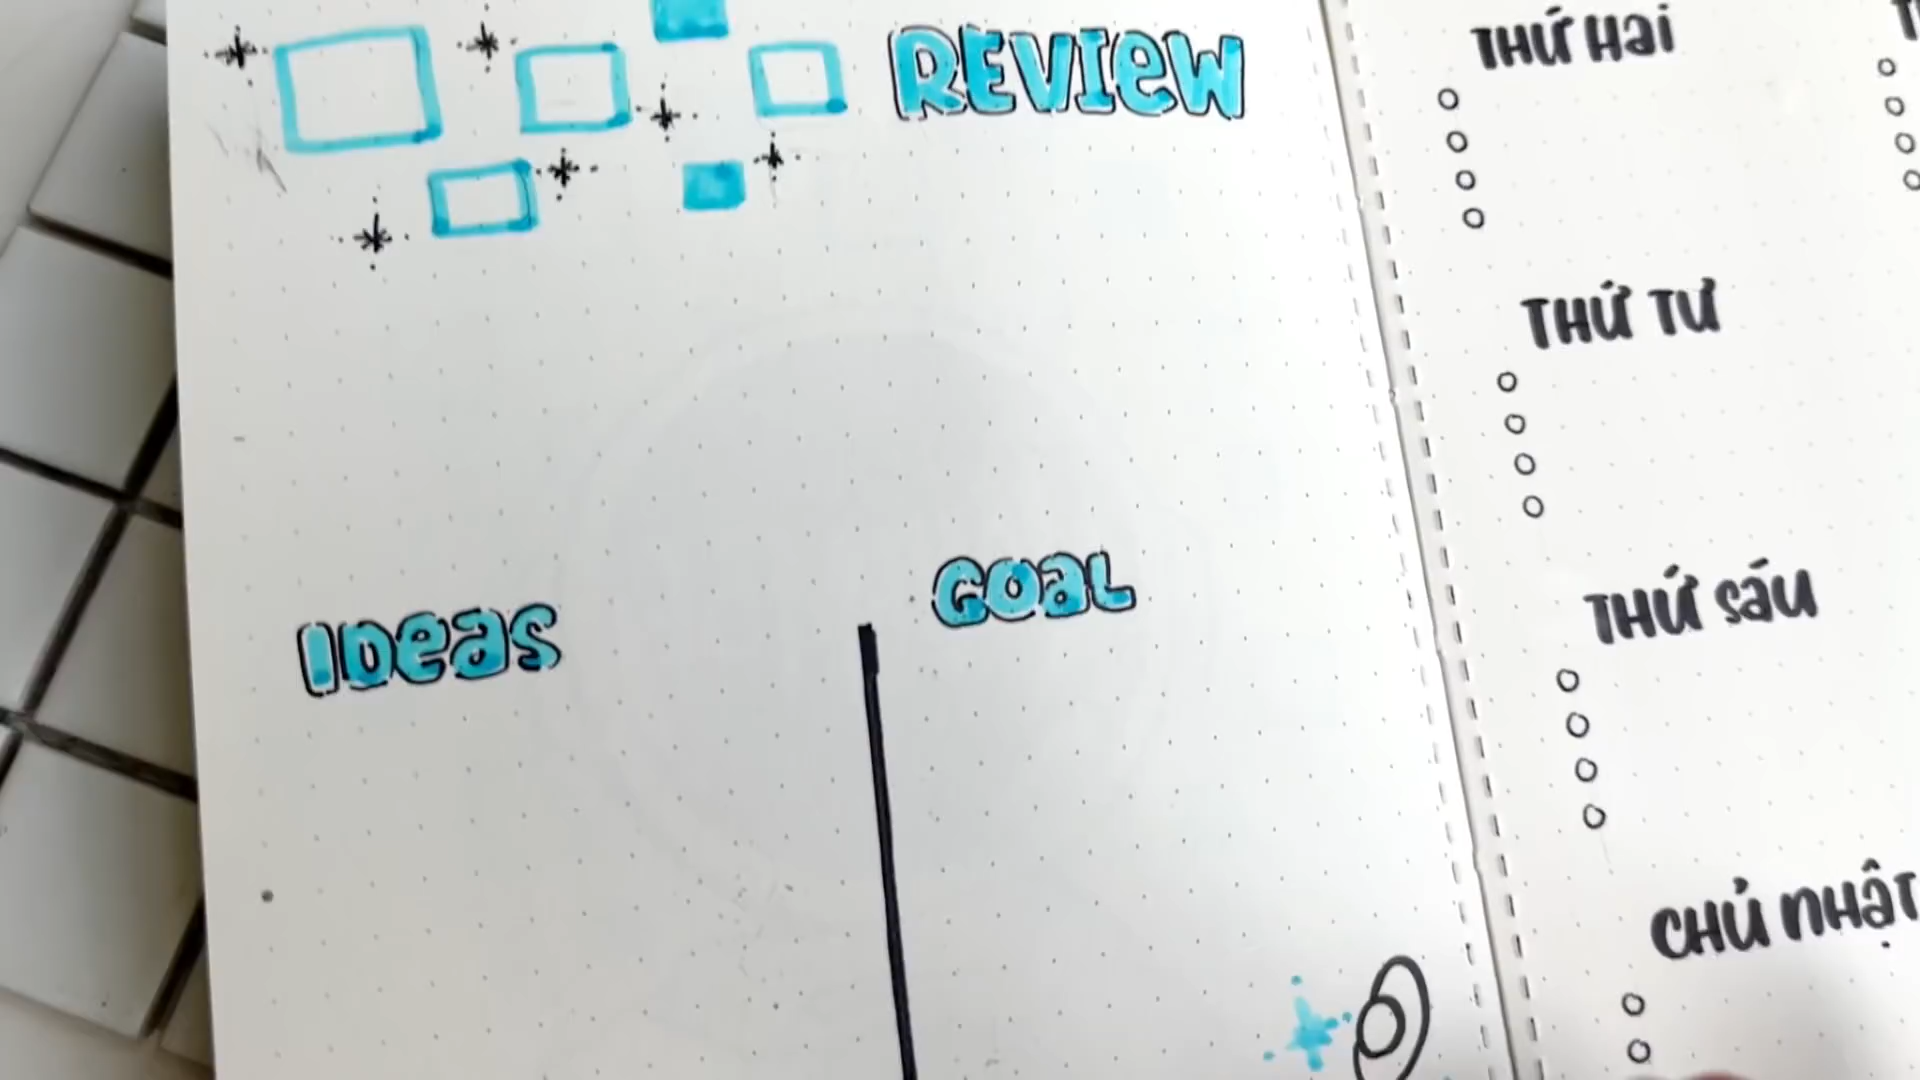 REVIEW
IDEAS
GOAL
THỨ HAI
THỨ TƯ
THỨ SÁU
CHỦ NHẬT